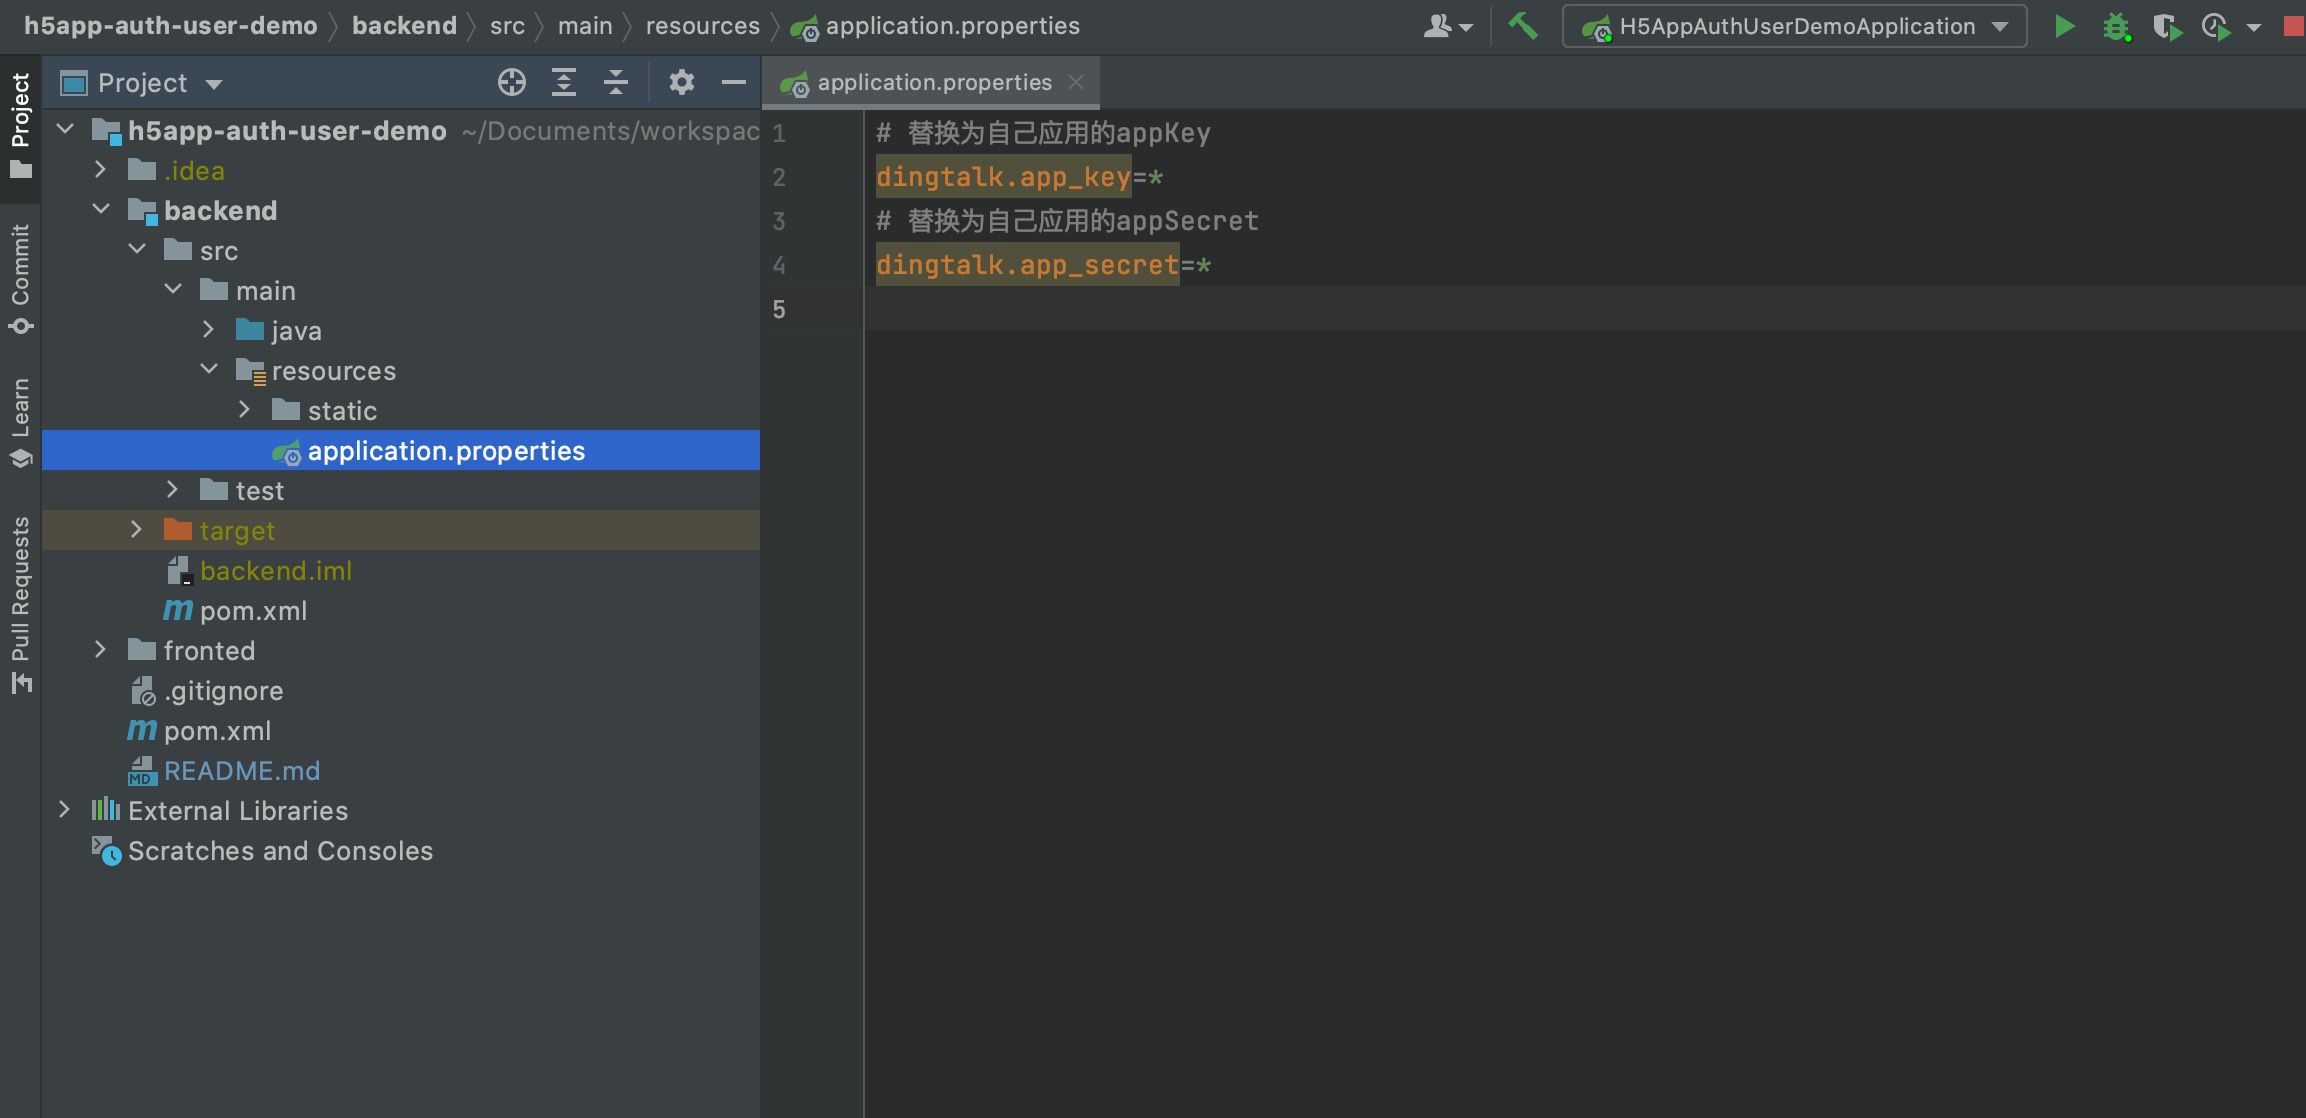 h5app-auth-user-demo backend src main resources application.properties H5AppAuthUserDemoApplication
Project
Commit
Learn
Pull Requests
Project
h5app-auth-user-demo ~/Documents/workspac
.idea
backend
src
main
java
resources
static
application.properties
test
target
backend.iml
pom.xml
fronted
.gitignore
pom.xml
MD README.md
External Libraries
Scratches and Consoles
application.properties
1 # 替换为自己应用的appKey
2 dingtalk.app_key=*
3 # 替换为自己应用的appSecret
4 dingtalk.app_secret=*
5